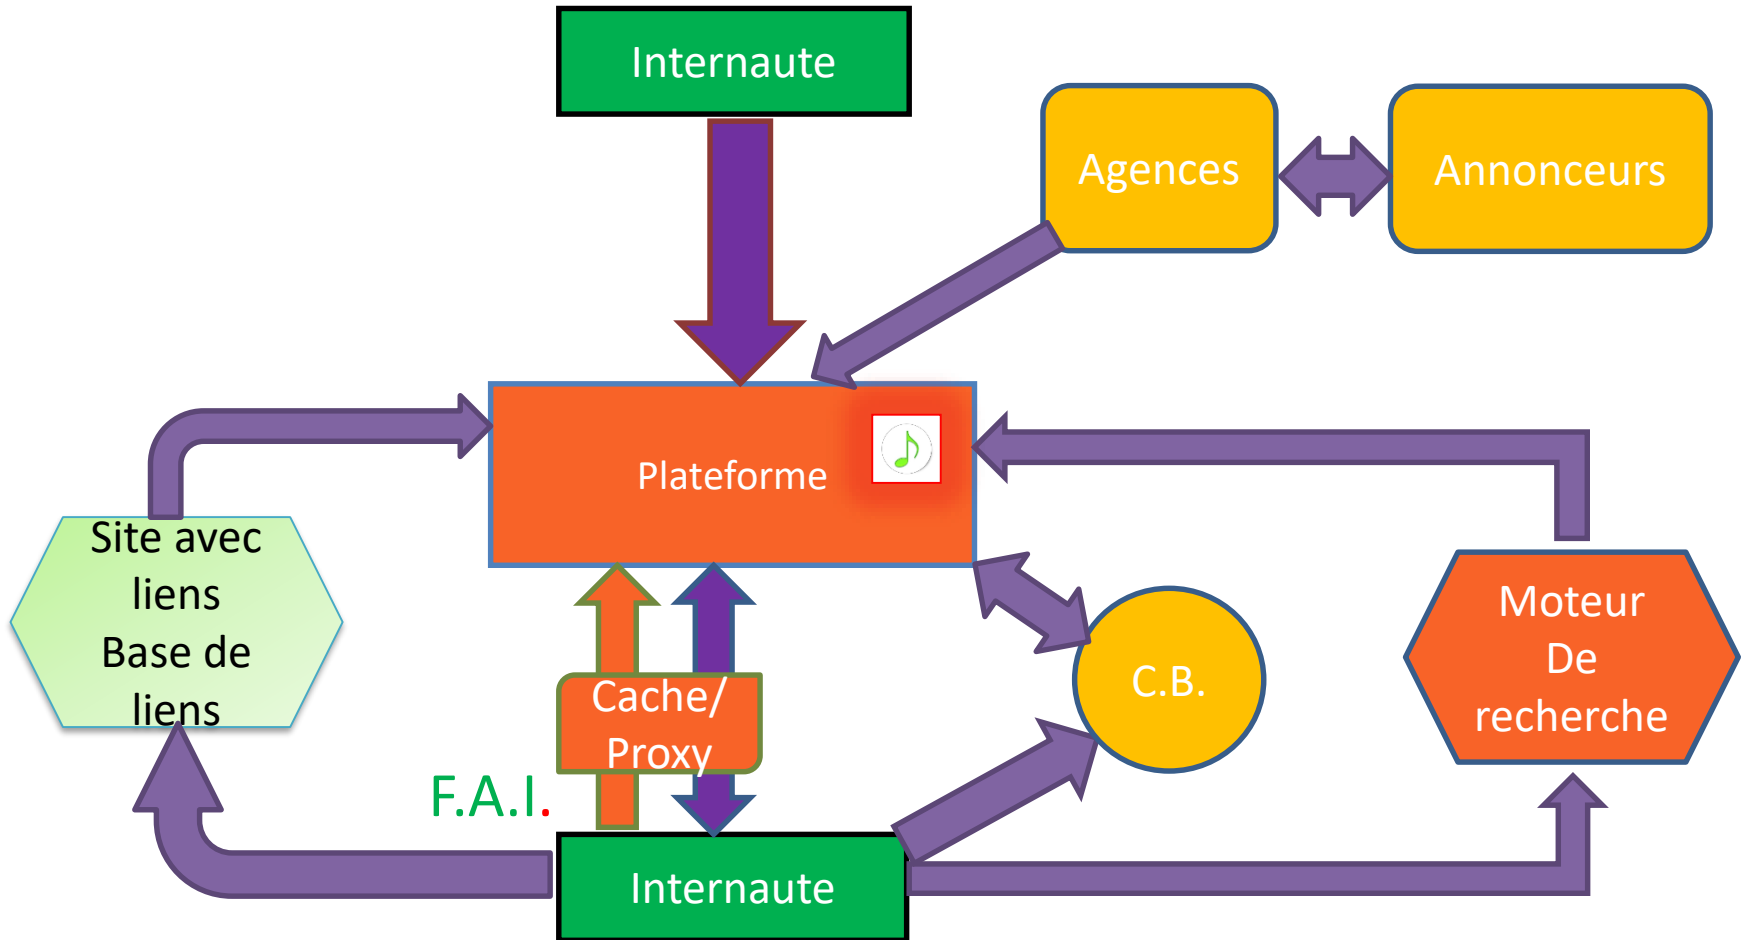 Internaute
Agences
Annonceurs
Plateforme
Site avec
liens
Base de
liens
Cache/
Proxy
C.B.
Moteur
De
recherche
F.A.I.
Internaute